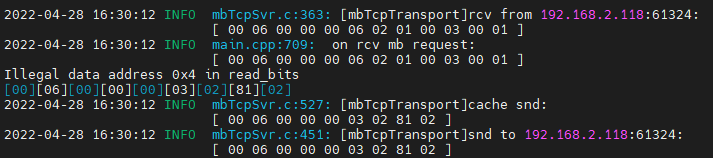 2022-04-28 16:30:12 INFO  mbTcpSvr.c:363: [mbTcpTransport]rcv from 192.168.2.118:61324:
[ 00 06 00 00 00 06 02 01 00 03 00 01 ]
2022-04-28 16:30:12 INFO  main.cpp:709:  on rcv mb request:
[ 00 06 00 00 00 06 02 01 00 03 00 01 ]
Illegal data address 0x4 in read_bits
[00][06][00][00][00][03][02][81][02]
2022-04-28 16:30:12 INFO  mbTcpSvr.c:527: [mbTcpTransport]cache snd:
[ 00 06 00 00 00 03 02 81 02 ]
2022-04-28 16:30:12 INFO  mbTcpSvr.c:451: [mbTcpTransport]snd to 192.168.2.118:61324:
[ 00 06 00 00 00 03 02 81 02 ]